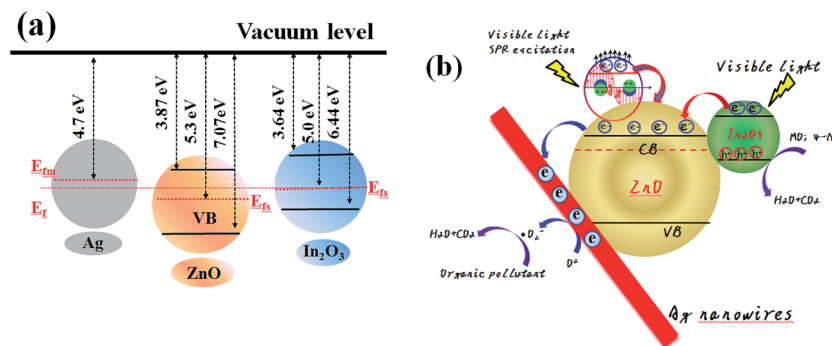 (a)
Vacuum level
4.7 eV
3.87 eV
5.3 eV
7.07 eV
3.64 eV
5.0 eV
6.44 eV
Efm
Ef
Efs
Efs
VB
Ag
ZnO
In2O3
(b)
Visible light
SPR excitation
Visible light
e- e-
e- e- e- e-
e- e-
In2O3
h+ h+ h+
CB
ZnO
VB
e
e
e
e
H2O+CO2
H2O+CO2
•O2-
O2
Organic pollutant
Ag nanowires